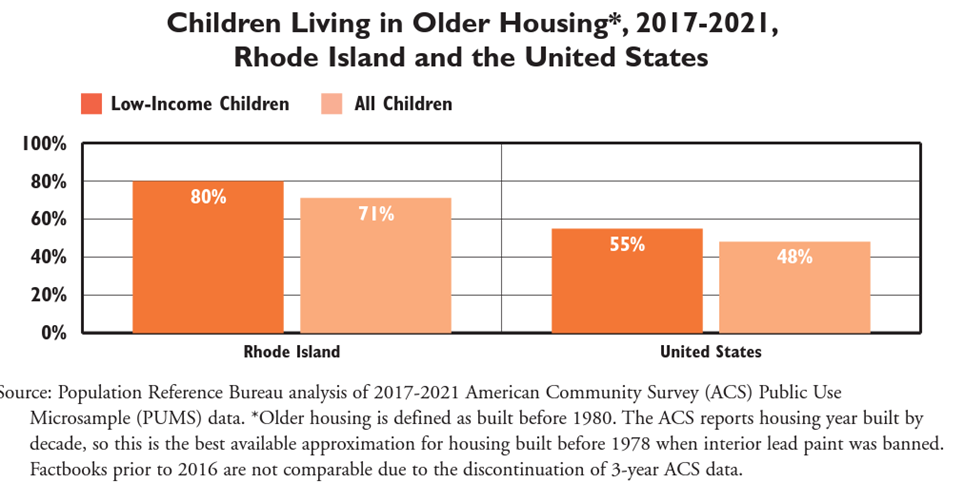 Children Living in Older Housing*, 2017-2021,
Rhode Island and the United States
Low-Income Children
All Children
100%
80%
60%
40%
20%
0%
80%
71%
55%
48%
Rhode Island
United States
Source: Population Reference Bureau analysis of 2017-2021 American Community Survey (ACS) Public Use
Microsample (PUMS) data. *Older housing is defined as built before 1980. The ACS reports housing year built by
decade, so this is the best available approximation for housing built before 1978 when interior lead paint was banned.
Factbooks prior to 2016 are not comparable due to the discontinuation of 3-year ACS data.